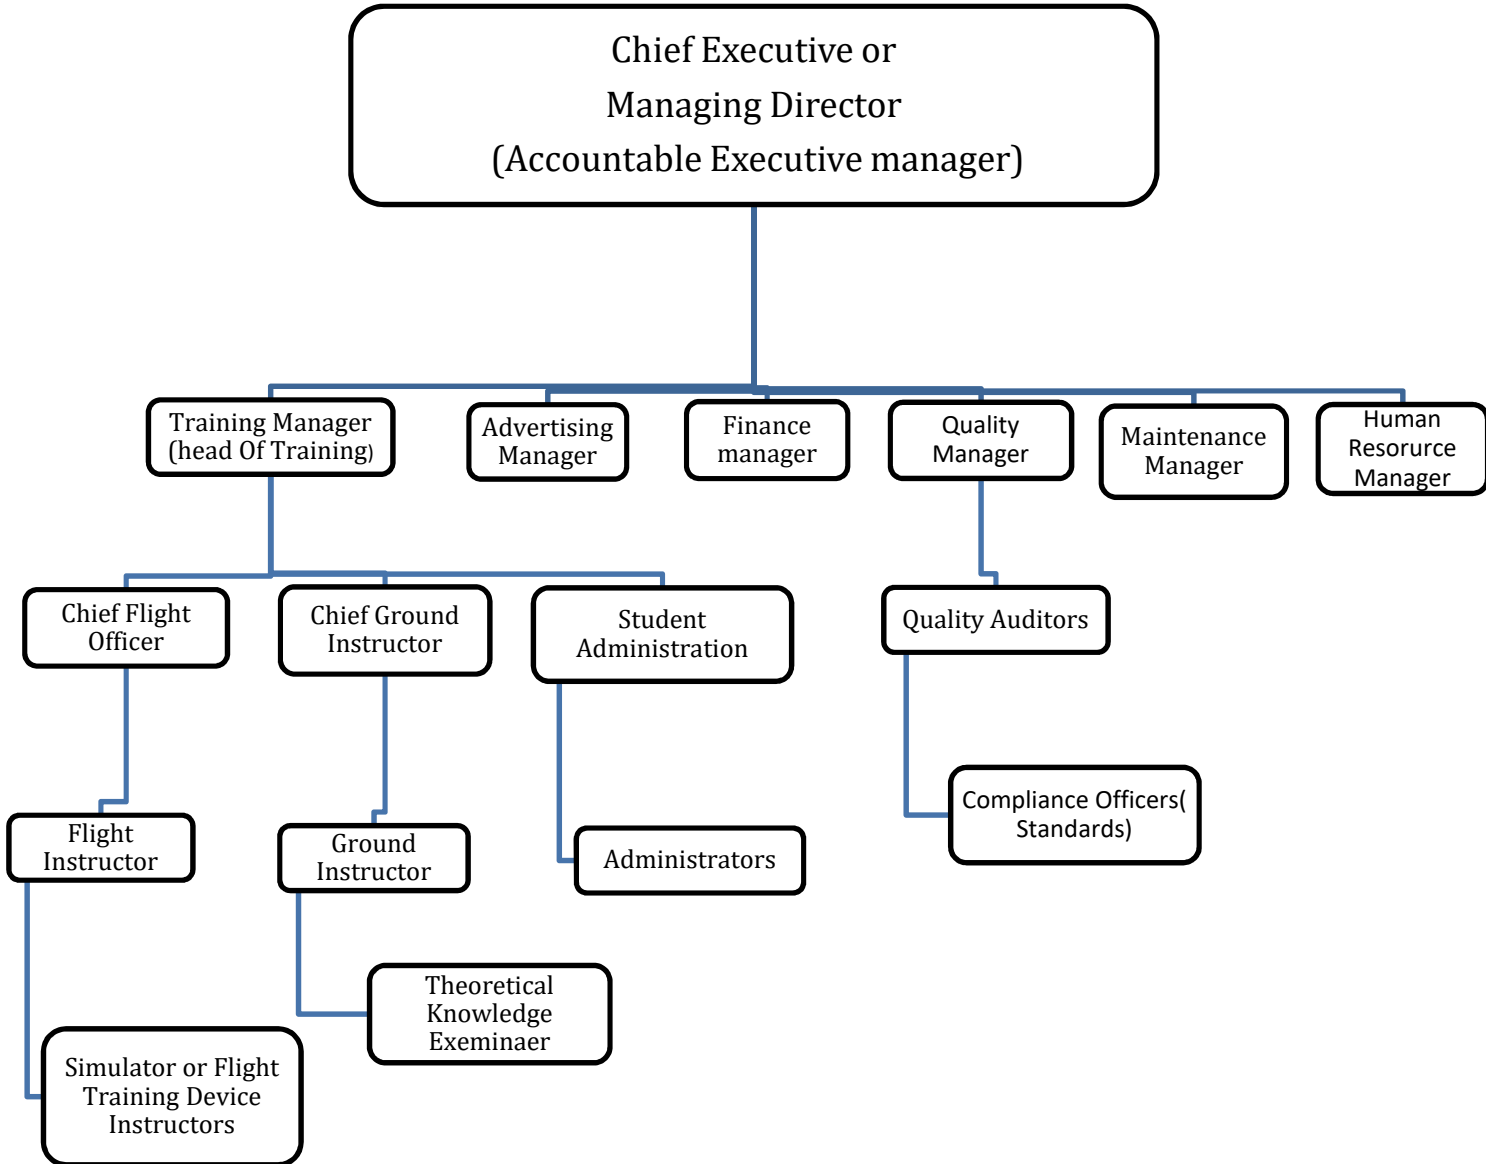 Chief Executive or
Managing Director
(Accountable Executive manager)
Training Manager
(head Of Training)
Advertising
Manager
Finance
manager
Quality
Manager
Maintenance
Manager
Human
Resorurce
Manager
Chief Flight
Officer
Chief Ground
Instructor
Student
Administration
Quality Auditors
Flight
Instructor
Ground
Instructor
Administrators
Compliance Officers(
Standards)
Theoretical
Knowledge
Exeminaer
Simulator or Flight
Training Device
Instructors